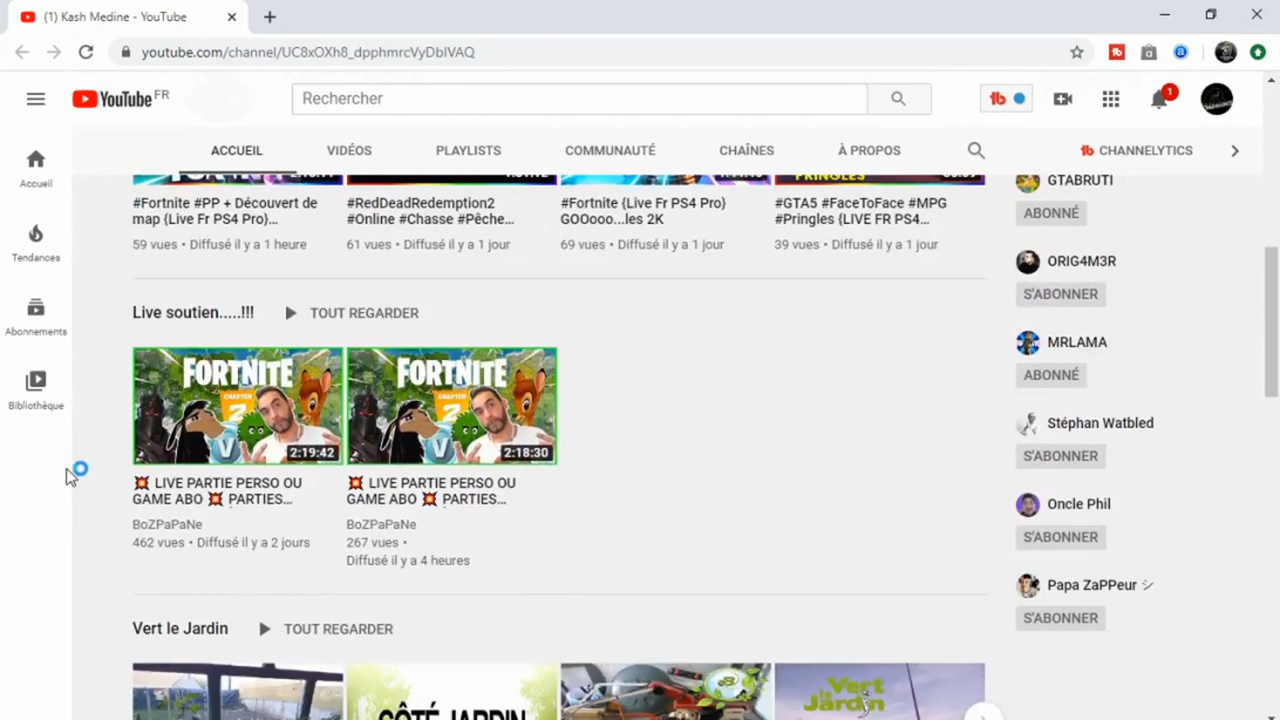 (1) Kash Medine - YouTube
youtube.com/channel/UC8xOXh8_dpphmrcVyDbIVAQ
YouTube FR
Rechercher
1
ACCUEIL VIDÉOS PLAYLISTS COMMUNAUTÉ CHAÎNES À PROPOS CHANNELYTICS
Accueil
Tendances
Abonnements
Bibliothèque
PRINGLES
#Fortnite #PP + Découvert de
map {Live Fr PS4 Pro}...
59 vues • Diffusé il y a 1 heure
#RedDeadRedemption2
#Online #Chasse #Pêche...
61 vues • Diffusé il y a 1 jour
#Fortnite {Live Fr PS4 Pro}
GOOooo...les 2K
69 vues • Diffusé il y a 1 jour
#GTA5 #FaceToFace #MPG
#Pringles {LIVE FR PS4...
39 vues • Diffusé il y a 1 jour
Live soutien.....!!! TOUT REGARDER
FORTNITE
CHAPTER
2
V
2:19:42
💥 LIVE PARTIE PERSO OU
GAME ABO 💥 PARTIES...
BoZPaPaNe
462 vues • Diffusé il y a 2 jours
FORTNITE
CHAPTER
2
V
2:18:30
💥 LIVE PARTIE PERSO OU
GAME ABO 💥 PARTIES...
BoZPaPaNe
267 vues •
Diffusé il y a 4 heures
Vert le Jardin TOUT REGARDER
CÔTÉ JARDIN
Vert
le
Jardin
GTABRUTI
ABONNÉ
ORIG4M3R
S'ABONNER
MRLAMA
ABONNÉ
Stéphan Watbled
S'ABONNER
Oncle Phil
S'ABONNER
Papa ZaPPeur シ
S'ABONNER